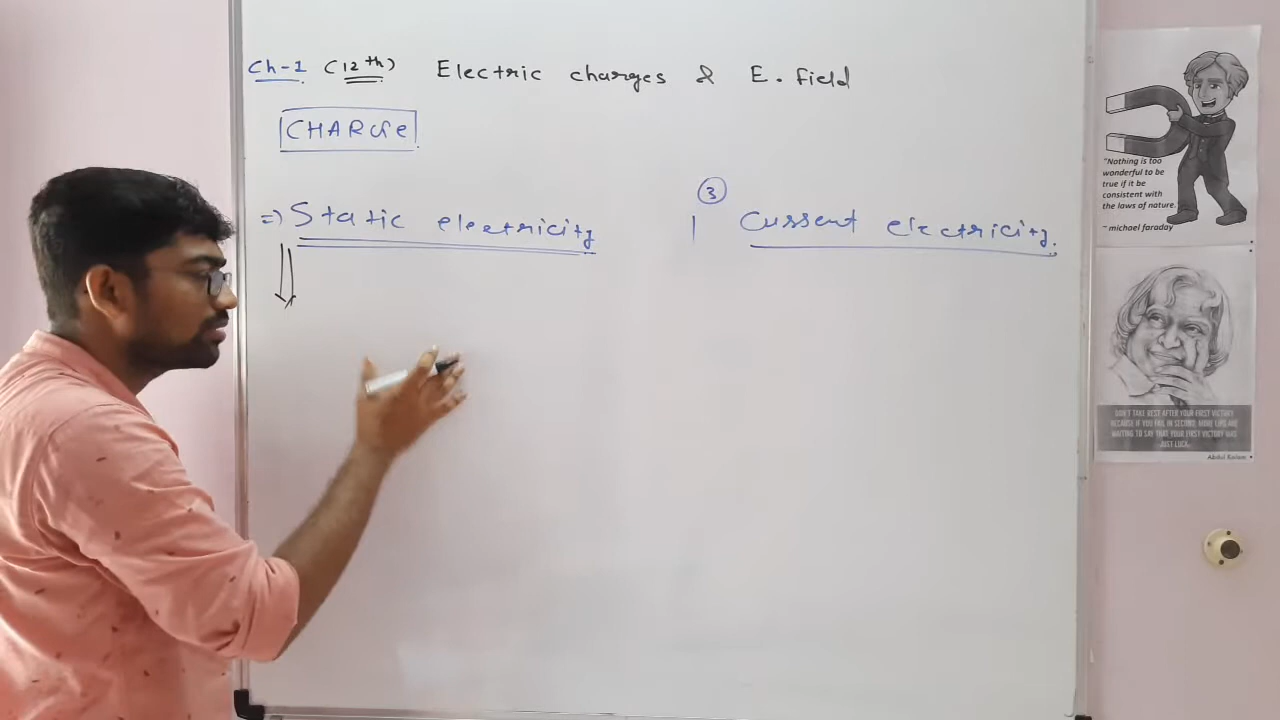 Ch-1 (12th) Electric charges & E. field
CHARGE
③
=) Static electricity | Current electricity.
"Nothing is too
wonderful to be
true if it be
consistent with
the laws of nature."
~ michael faraday
DON'T TAKE REST AFTER YOUR FIRST VICTORY
BECAUSE IF YOU FAIL IN SECOND, MORE LIPS ARE
WAITING TO SAY THAT YOUR FIRST VICTORY WAS
JUST LUCK.
Abdul Kalam